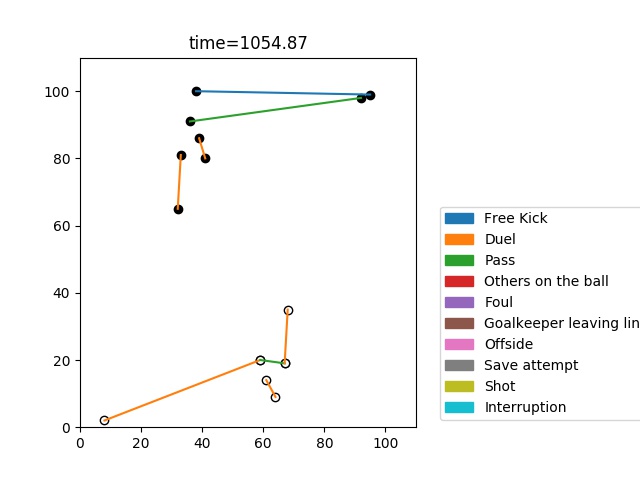 time=1054.87
100
80
60
40
20
0
0 20 40 60 80 100
Free Kick
Duel
Pass
Others on the ball
Foul
Goalkeeper leaving lin
Offside
Save attempt
Shot
Interruption